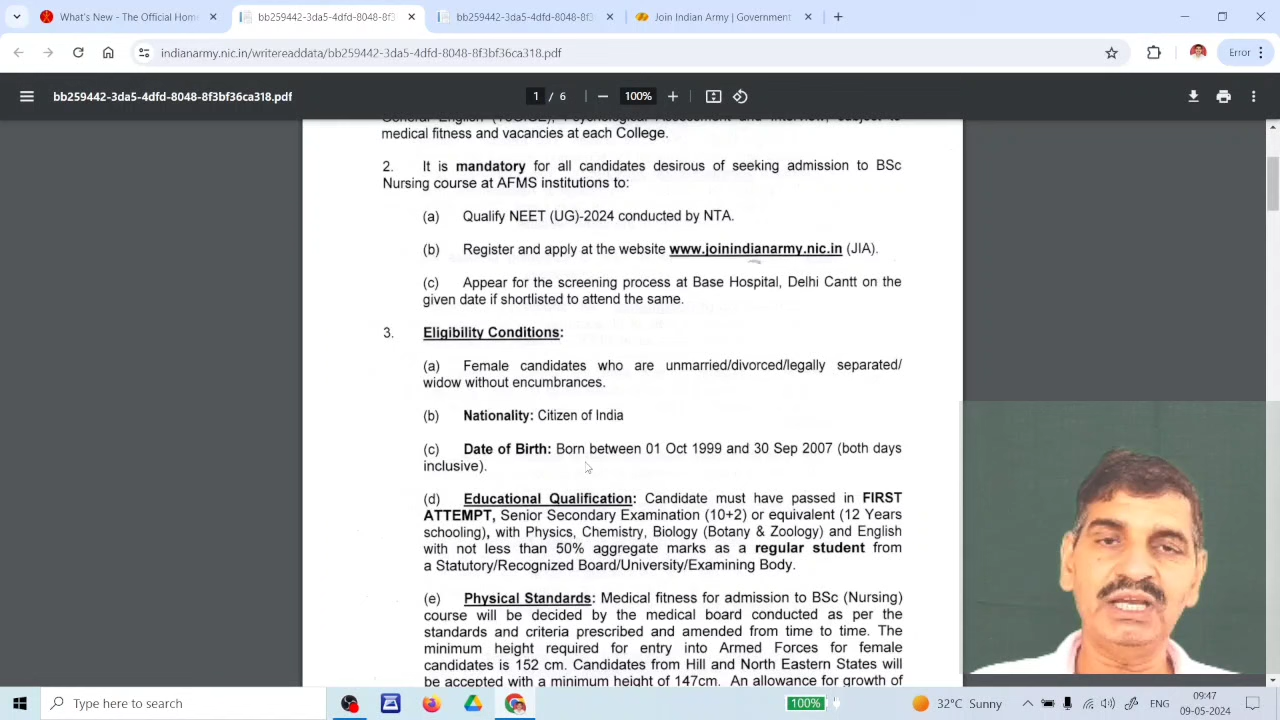 What's New - The Official Home
bb259442-3da5-4dfd-8048-8f3
bb259442-3da5-4dfd-8048-8f3
Join Indian Army | Government
indianarmy.nic.in/writereaddata/bb259442-3da5-4dfd-8048-8f3bf36ca318.pdf
Error
bb259442-3da5-4dfd-8048-8f3bf36ca318.pdf
1 / 6
100%
medical fitness and vacancies at each College.
2. It is mandatory for all candidates desirous of seeking admission to BSc
Nursing course at AFMS institutions to:
(a) Qualify NEET (UG)-2024 conducted by NTA.
(b) Register and apply at the website www.joinindianarmy.nic.in (JIA).
(c) Appear for the screening process at Base Hospital, Delhi Cantt on the
given date if shortlisted to attend the same.
3. Eligibility Conditions:
(a) Female candidates who are unmarried/divorced/legally separated/
widow without encumbrances.
(b) Nationality: Citizen of India
(c) Date of Birth: Born between 01 Oct 1999 and 30 Sep 2007 (both days
inclusive).
(d) Educational Qualification: Candidate must have passed in FIRST
ATTEMPT, Senior Secondary Examination (10+2) or equivalent (12 Years
schooling), with Physics, Chemistry, Biology (Botany & Zoology) and English
with not less than 50% aggregate marks as a regular student from
a Statutory/Recognized Board/University/Examining Body.
(e) Physical Standards: Medical fitness for admission to BSc (Nursing)
course will be decided by the medical board conducted as per the
standards and criteria prescribed and amended from time to time. The
minimum height required for entry into Armed Forces for female
candidates is 152 cm. Candidates from Hill and North Eastern States will
be accepted with a minimum height of 147cm. An allowance for growth of
Type here to search
100%
32°C Sunny
ENG
09:47
09-05-2024